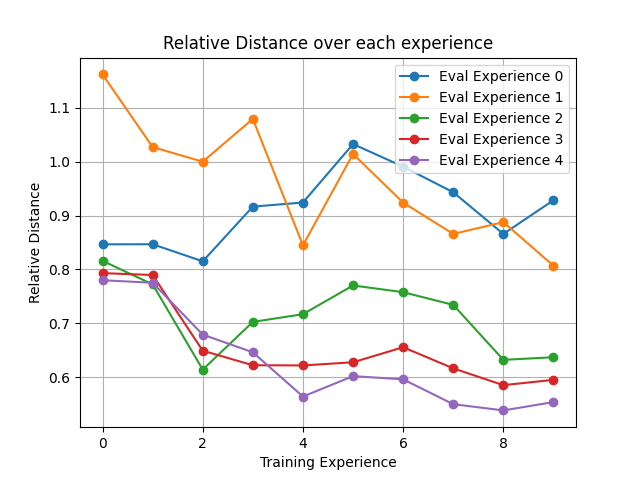 Relative Distance over each experience
Eval Experience 0
Eval Experience 1
Eval Experience 2
Eval Experience 3
Eval Experience 4
1.1
1.0
0.9
0.8
0.7
0.6
Relative Distance
0 2 4 6 8
Training Experience